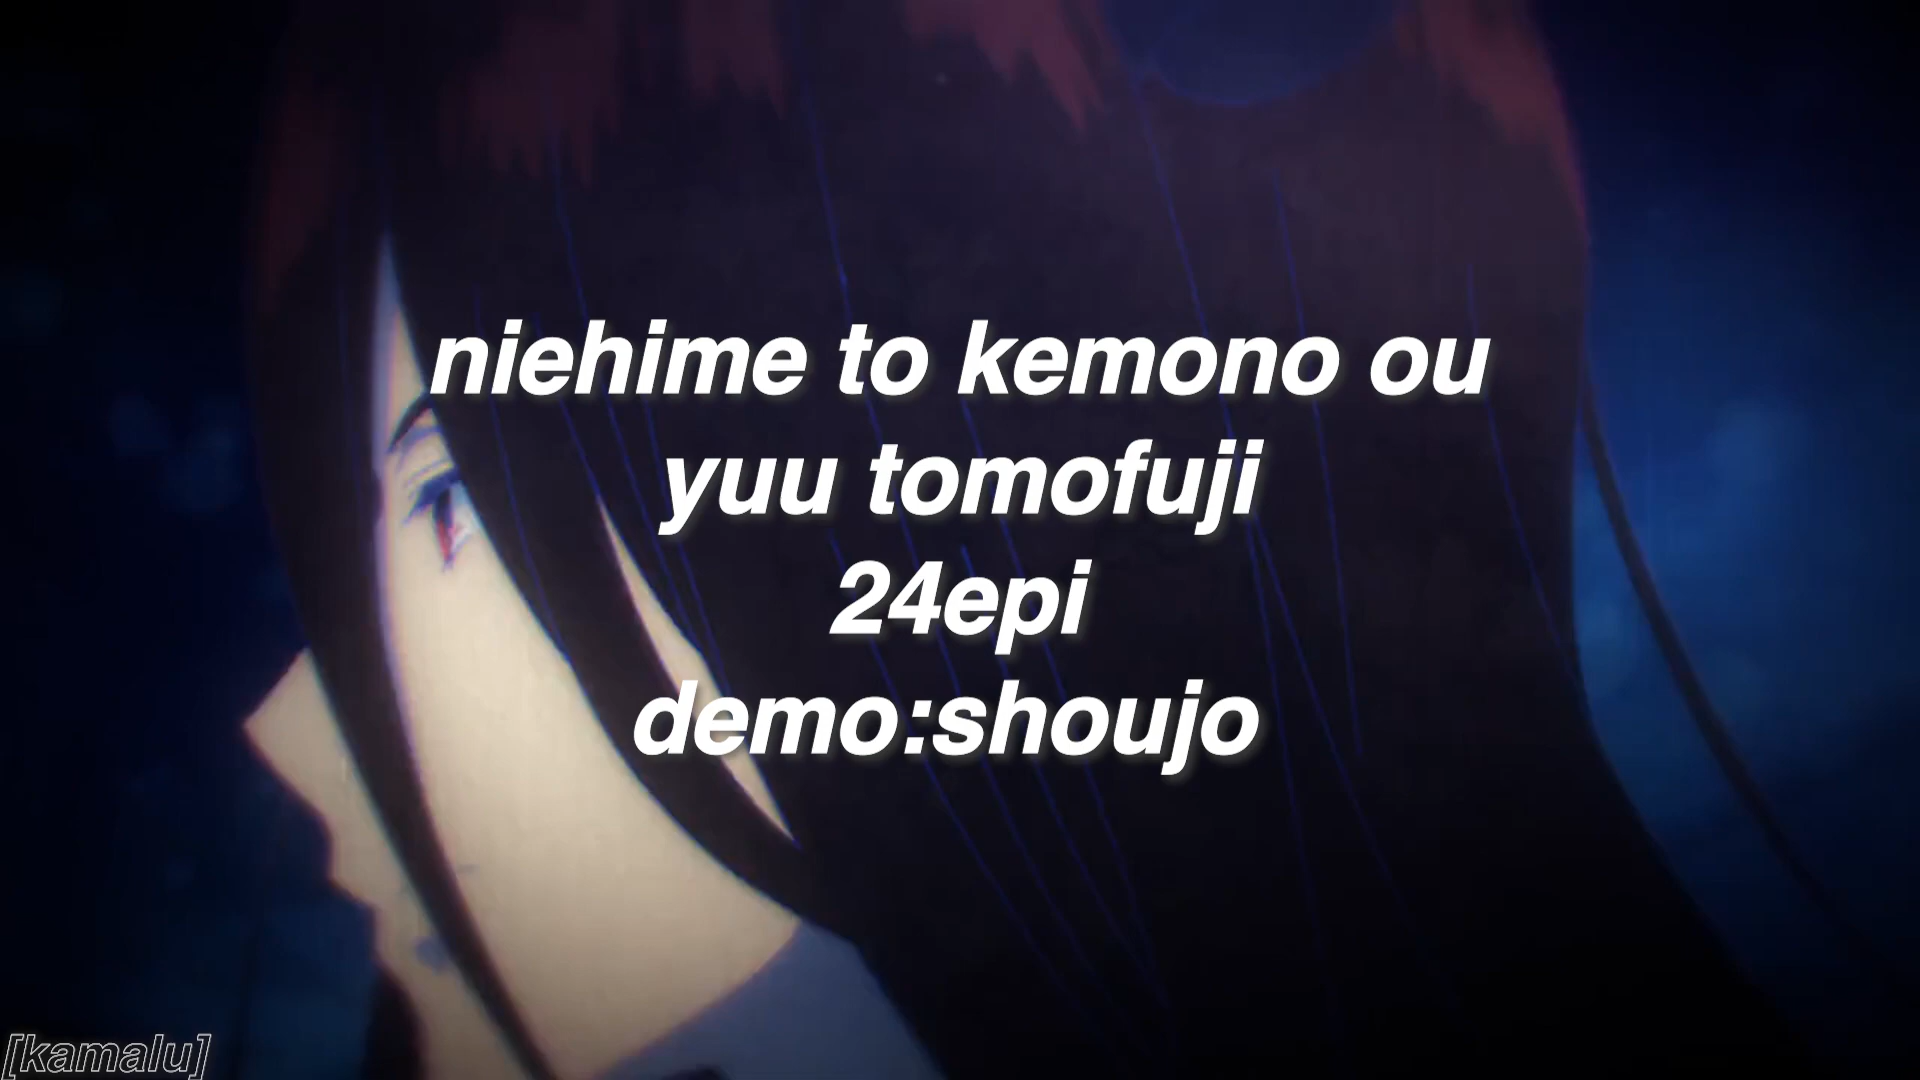 niehime to kemono ou
yuu tomofuji
24epi
demo:shoujo
[kamalu]